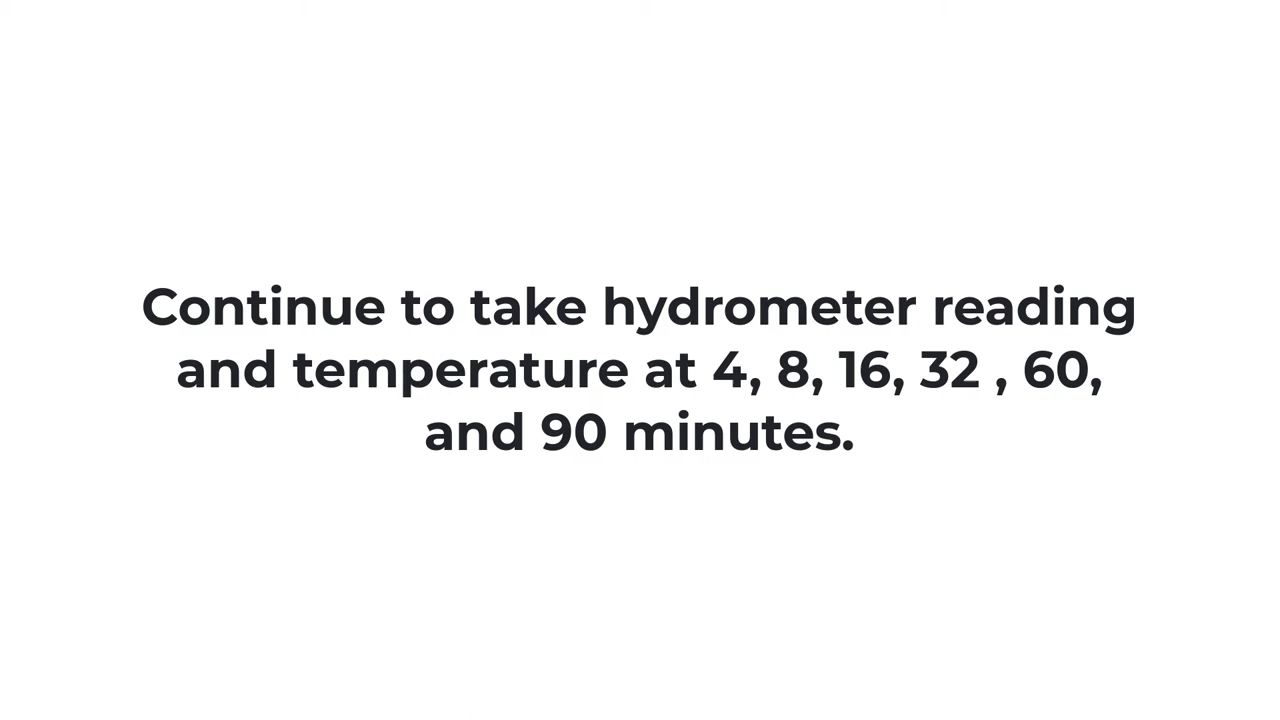 Continue to take hydrometer reading
and temperature at 4, 8, 16, 32 , 60,
and 90 minutes.